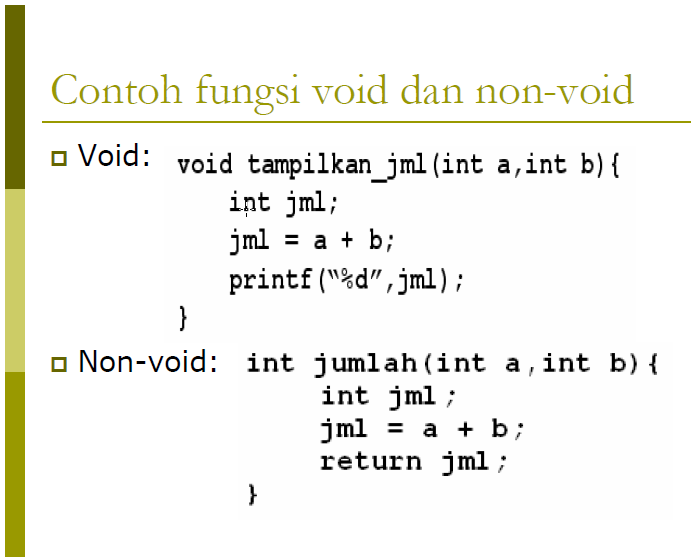 Contoh fungsi void dan non-void
Void: void tampilkan_jml(int a,int b){
int jml;
jml = a + b;
printf(“%d”,jml);
}
Non-void: int jumlah(int a,int b){
int jml;
jml = a + b;
return jml;
}